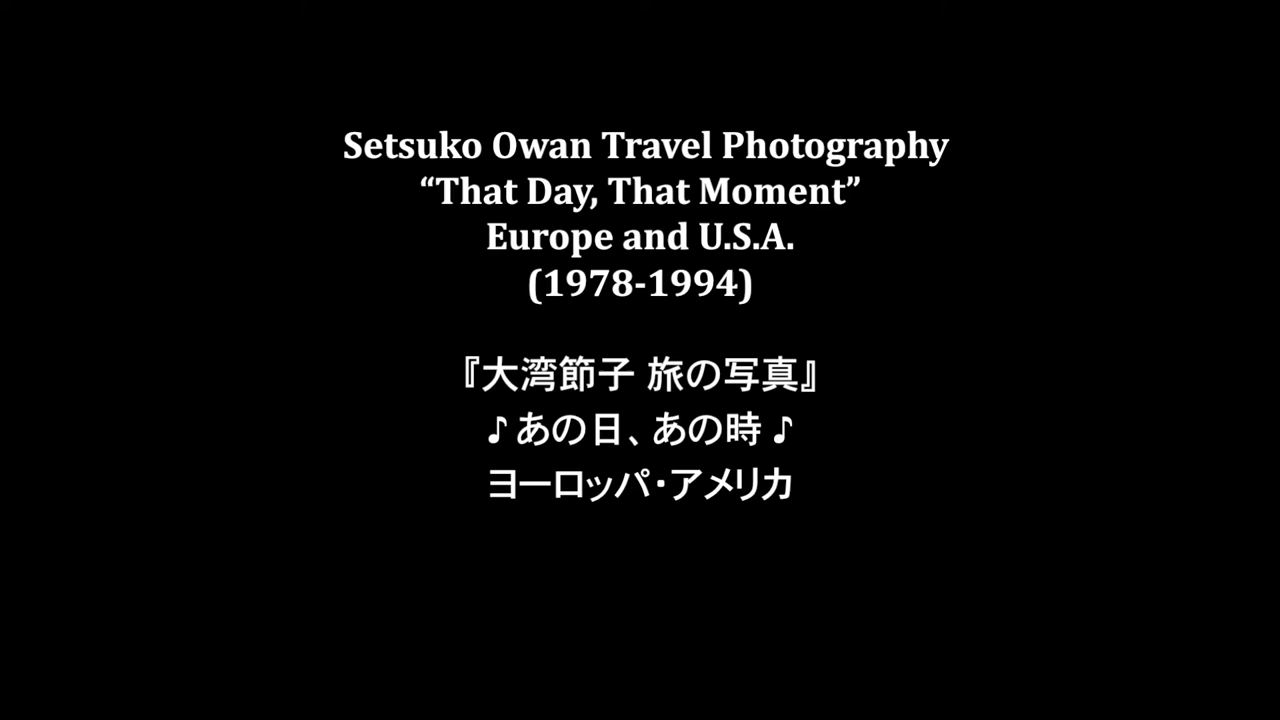 Setsuko Owan Travel Photography
“That Day, That Moment”
Europe and U.S.A.
(1978-1994)
『大湾節子 旅の写真』
♪あの日、あの時 ♪
ヨーロッパ・アメリカ